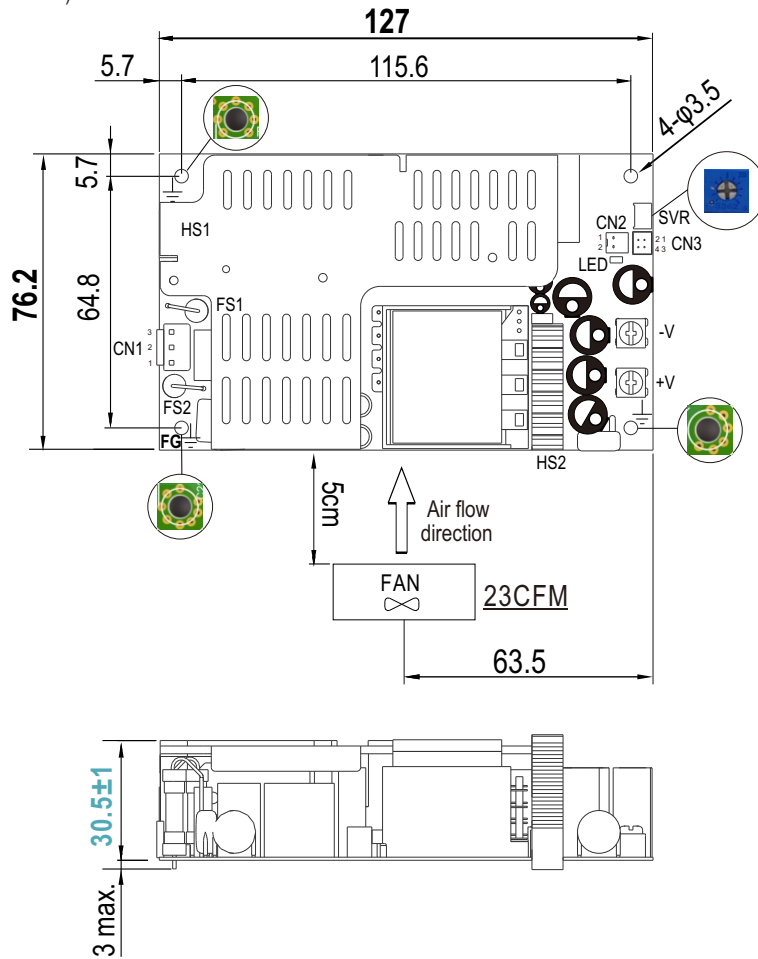 127
5.7
115.6
4-φ3.5
5.7
76.2
64.8
HS1
SVR
CN2
1
2
2 1
4 3
CN3
LED
FS1
CN1
3
2
1
-V
+V
FS2
FG
HS2
5cm
Air flow
direction
FAN
23CFM
63.5
30.5±1
3 max.